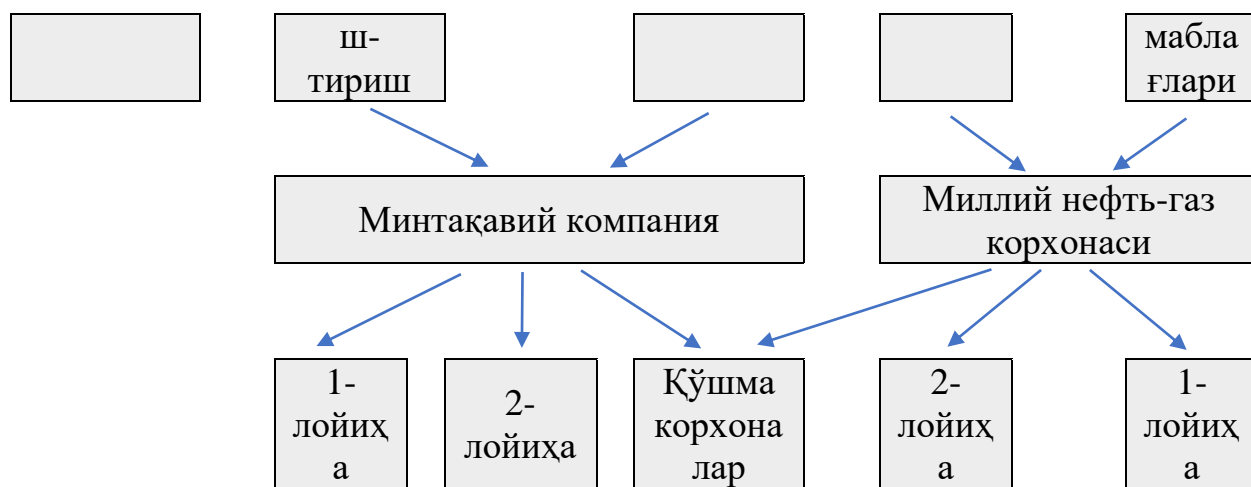 ш-
тириш
мабла
ғлари
Минтақавий компания
Миллий нефть-газ
корхонаси
1-
лойиҳ
а
2-
лойиҳа
Қўшма
корхона
лар
2-
лойиҳ
а
1-
лойиҳ
а